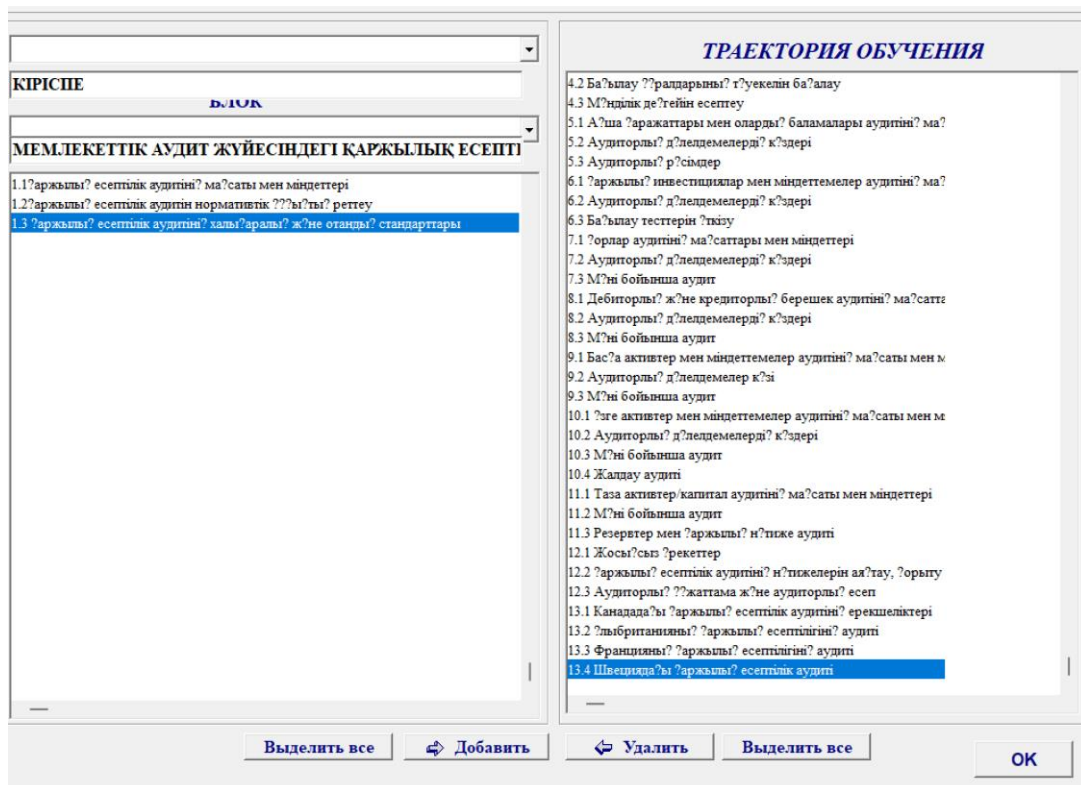 КІРІСПЕ
БЛОК
МЕМЛЕКЕТТІК АУДИТ ЖҮЙЕСІНДЕГІ ҚАРЖЫЛЫҚ ЕСЕПТІ
1.1?аржылы? есептілік аудитіні? ма?саты мен міндеттері
1.2?аржылы? есептілік аудитін нормативтік ???ы?ты? реттеу
1.3 ?аржылы? есептілік аудитіні? халы?аралы? ж?не отанды? стандарттары
Выделить все
Добавить
ТРАЕКТОРИЯ ОБУЧЕНИЯ
4.2 Ба?ылау ??ралдарыны? т?уекелін ба?алау
4.3 М?нділік де?гейін есептеу
5.1 А?ша ?аражаттары мен оларды? баламалары аудитіні? ма?
5.2 Аудиторлы? д?лелдемелерді? к?здері
5.3 Аудиторлы? р?сімдер
6.1 ?аржылы? инвестициялар мен міндеттемелер аудитіні? ма?
6.2 Аудиторлы? д?лелдемелерді? к?здері
6.3 Ба?ылау тесттерін ?ткізу
7.1 ?орлар аудитіні? ма?саттары мен міндеттері
7.2 Аудиторлы? д?лелдемелерді? к?здері
7.3 М?ні бойынша аудит
8.1 Дебиторлы? ж?не кредиторлы? берешек аудитіні? ма?сатта
8.2 Аудиторлы? д?лелдемелерді? к?здері
8.3 М?ні бойынша аудит
9.1 Бас?а активтер мен міндеттемелер аудитіні? ма?саты мен м
9.2 Аудиторлы? д?лелдемелер к?зі
9.3 М?ні бойынша аудит
10.1 ?зге активтер мен міндеттемелер аудитіні? ма?саты мен м
10.2 Аудиторлы? д?лелдемелерді? к?здері
10.3 М?ні бойынша аудит
10.4 Жалдау аудиті
11.1 Таза активтер/капитал аудитіні? ма?саты мен міндеттері
11.2 М?ні бойынша аудит
11.3 Резервтер мен ?аржылы? н?тиже аудиті
12.1 Жосы?сыз ?рекеттер
12.2 ?аржылы? есептілік аудитіні? н?тижелерін ая?тау, ?орыту
12.3 Аудиторлы? ??жаттама ж?не аудиторлы? есеп
13.1 Канадада?ы ?аржылы? есептілік аудитіні? ерекшеліктері
13.2 ?лыбританияны? ?аржылы? есептілігіні? аудиті
13.3 Францияны? ?аржылы? есептілігіні? аудиті
13.4 Швецияда?ы ?аржылы? есептілік аудиті
Удалить
Выделить все
OK